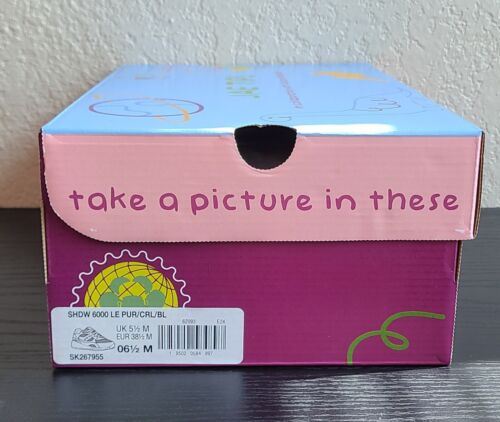 take a picture in these
SHDW 6000 LE PUR/CRL/BL
UK 5½ M
EUR 38½ M
06½ M
SK267955